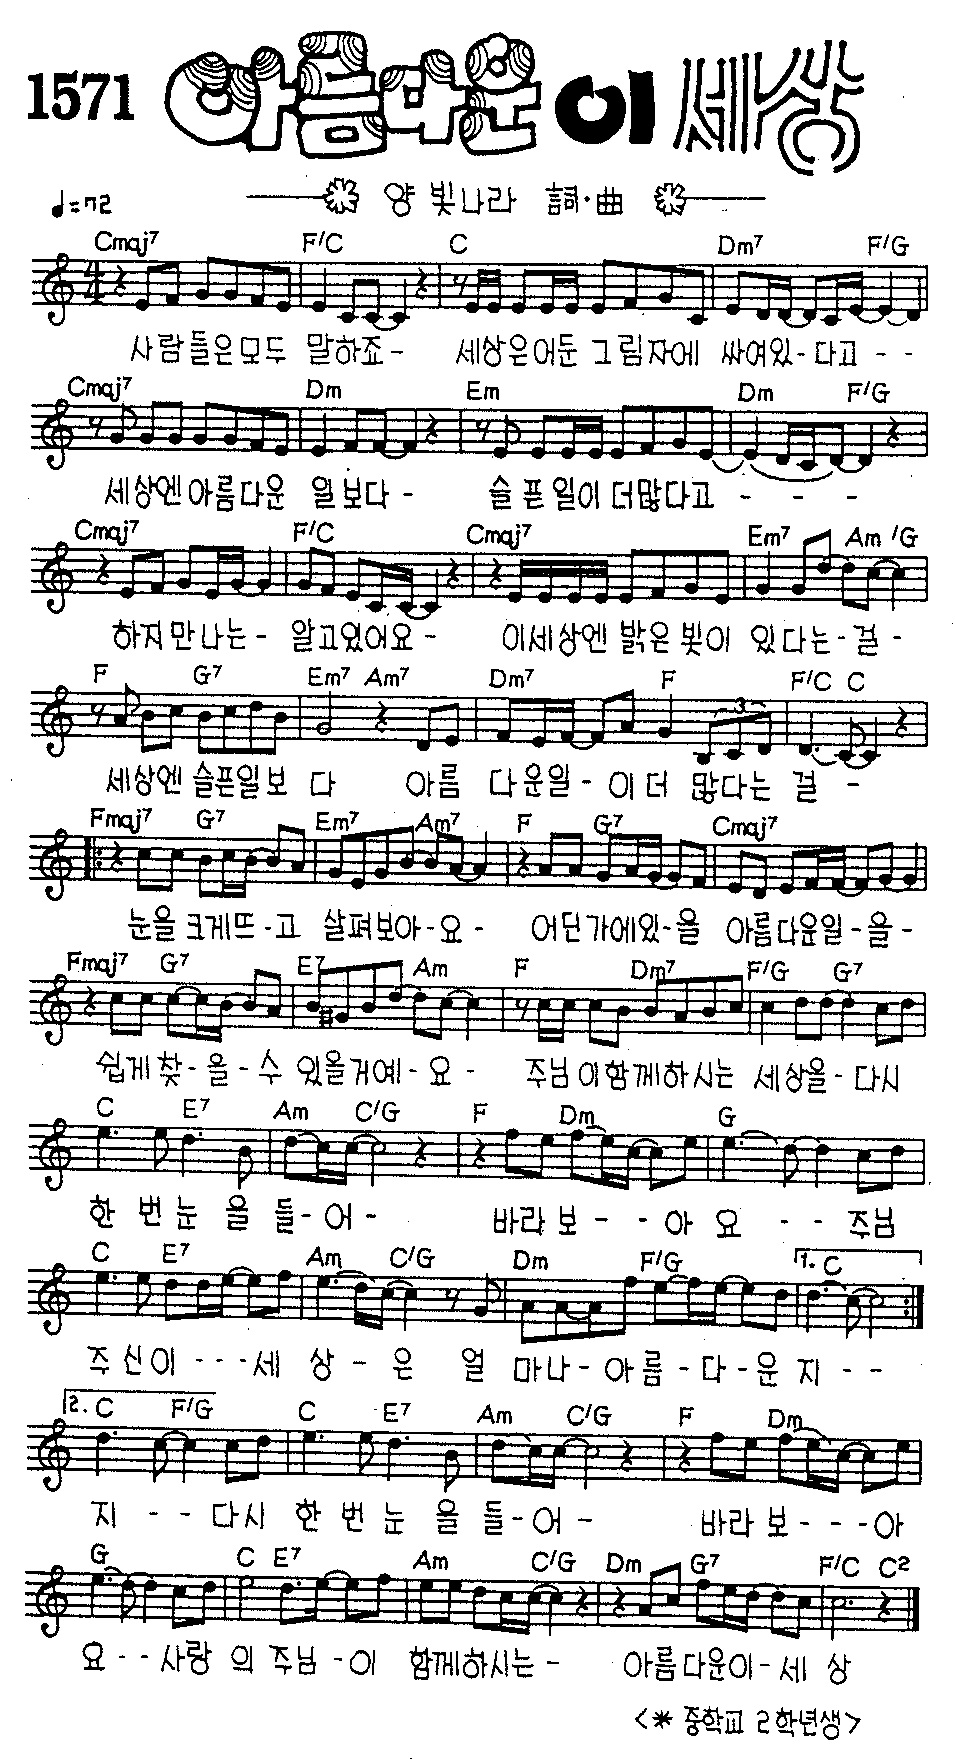 1571 아름다운 이 세상
양 빛나라 詞·曲
♩=72
Cmaj7 F/C C Dm7 F/G
사람들은모두 말하죠- 세상은어둔 그림자에 싸여있-다고--
Cmaj7 Dm Em Dm F/G
세상엔아름다운 일보다- 슬픈일이더많다고---
Cmaj7 F/C Cmaj7 Em7 Am /G
하지만나는- 알고있어요- 이세상엔 밝은빛이 있다는-걸-
F G7 Em7 Am7 Dm7 F F/C C
3
세상엔슬픈일보 다 아름 다운일-이더 많다는 걸-
Fmaj7 G7 Em7 Am7 F G7 Cmaj7
눈을크게뜨-고 살펴보아-요- 어딘가에있-을 아름다운일-을-
Fmaj7 G7 E7 Am F Dm7 F/G G7
쉽게찾-을-수 있을거예-요- 주님이함께하시는 세상을-다시
C E7 Am C/G F Dm G
한 번눈 을 들-어- 바라보---아요--주님
C E7 Am C/G Dm F/G 1. C
주신이---세 상-은 얼 마나-아름-다-운지--
2. C F/G C E7 Am C/G F Dm
지--다시 한 번눈 을들-어- 바라보---아
G C E7 Am C/G Dm G7 F/C C2
요--사랑 의주님-이 함께하시는- 아름다운이-세 상
<* 중학교 2학년생>